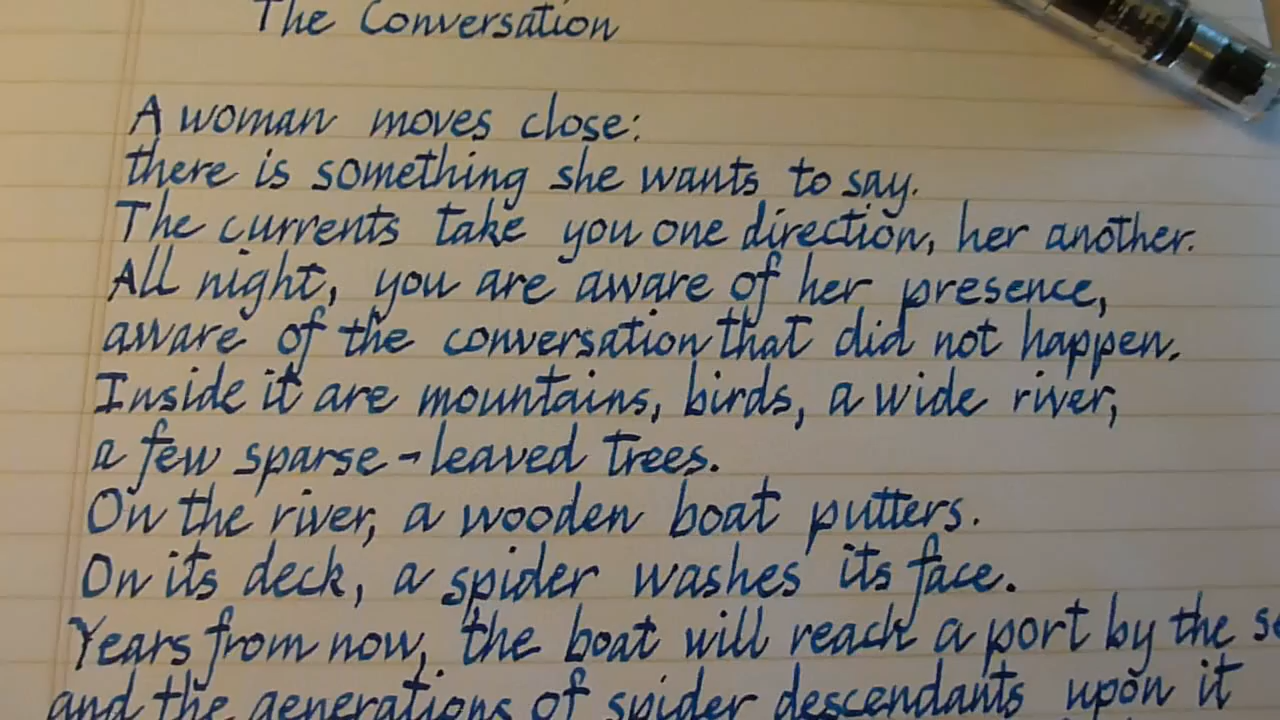 The Conversation
A woman moves close:
there is something she wants to say.
The currents take you one direction, her another.
All night, you are aware of her presence,
aware of the conversation that did not happen.
Inside it are mountains, birds, a wide river,
a few sparse-leaved trees.
On the river, a wooden boat putters.
On its deck, a spider washes its face.
Years from now, the boat will reach a port by the
and the generations of spider descendants upon it